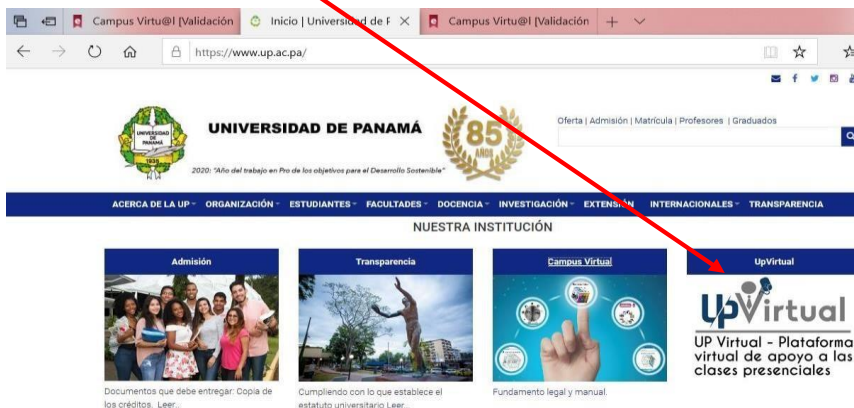 Campus Virtu@l [Validación
Inicio | Universidad de P
Campus Virtu@l [Validación
https://www.up.ac.pa/
UNIVERSIDAD DE PANAMÁ
2020: "Año del trabajo en Pro de los objetivos para el Desarrollo Sostenible"
UNIVERSIDAD
DE
PANAMÁ
1935
85
AÑOS
Oferta | Admisión | Matrícula | Profesores | Graduados
ACERCA DE LA UP ORGANIZACIÓN ESTUDIANTES FACULTADES DOCENCIA INVESTIGACIÓN EXTENSIÓN INTERNACIONALES TRANSPARENCIA
NUESTRA INSTITUCIÓN
Admisión
Documentos que debe entregar: Copia de
los créditos. Leer...
Transparencia
Cumpliendo con lo que establece el
estatuto universitario Leer...
Campus Virtual
Fundamento legal y manual.
UpVirtual
UpVirtual
UP Virtual - Plataforma
virtual de apoyo a las
clases presenciales